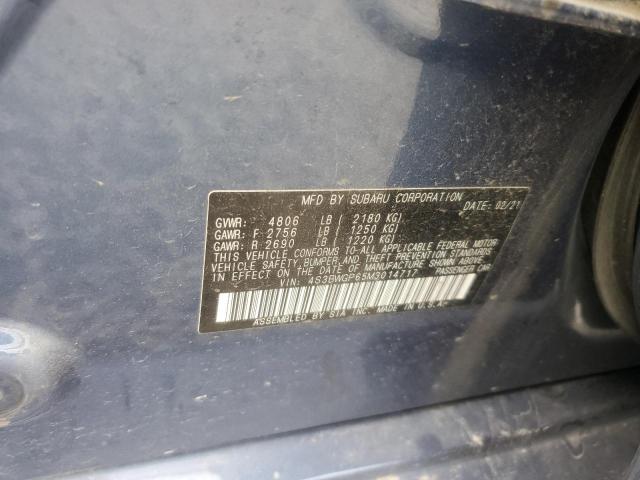 MFD BY SUBARU CORPORATION DATE: 02/21
GVWR: 4806 LB ( 2180 KG)
GAWR: F 2756 LB ( 1250 KG)
GAWR: R 2690 LB ( 1220 KG)
THIS VEHICLE CONFORMS TO ALL APPLICABLE FEDERAL MOTOR
VEHICLE SAFETY, BUMPER, AND THEFT PREVENTION STANDARDS
IN EFFECT ON THE DATE OF MANUFACTURE SHOWN ABOVE.
VIN: 4S3BWGP65M3014717 PASSENGER CAR
ASSEMBLED BY SIA INC. MADE IN U.S.A.